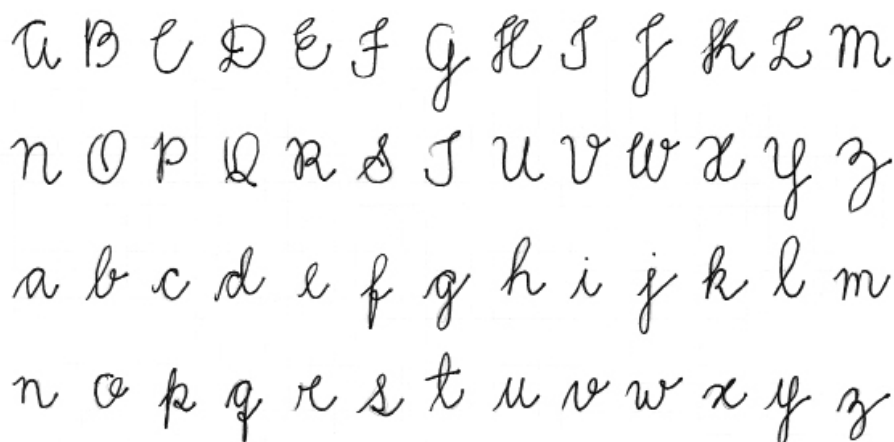 A B C D E F G H I J K L M
N O P Q R S T U V W X Y Z
a b c d e f g h i j k l m
n o p q r s t u v w x y z